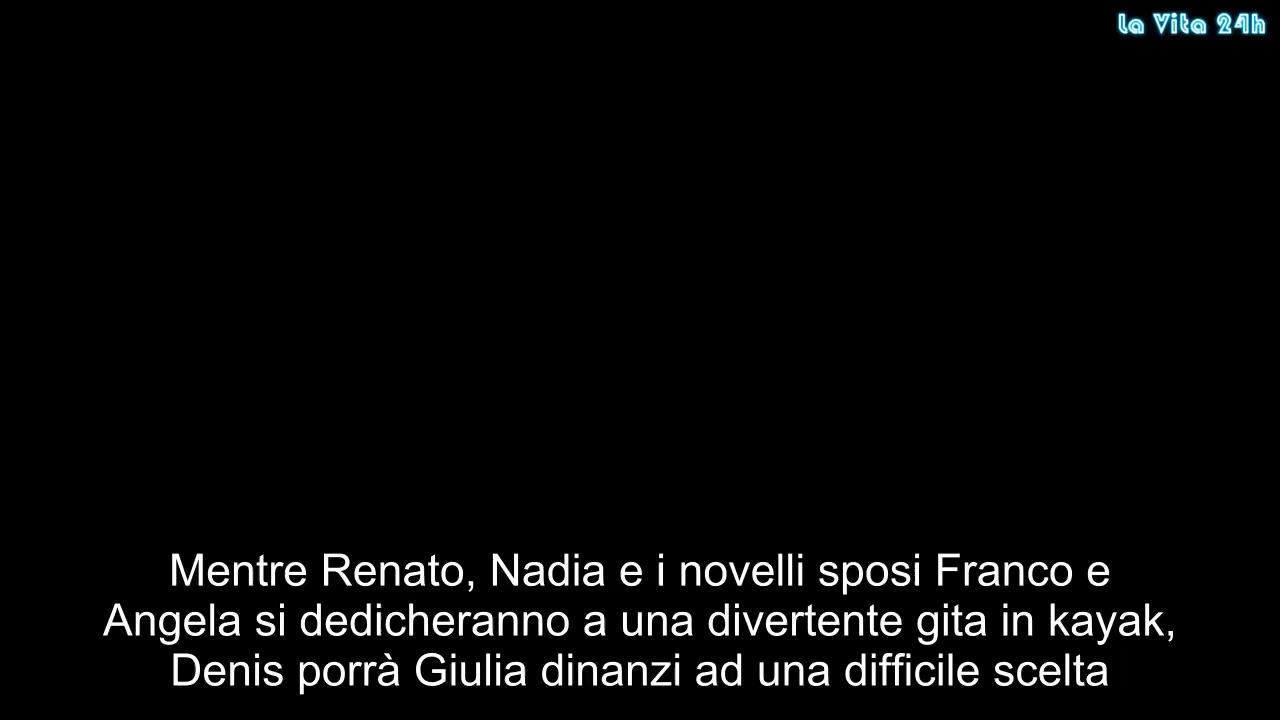 La Vita 24h
Mentre Renato, Nadia e i novelli sposi Franco e
Angela si dedicheranno a una divertente gita in kayak,
Denis porrà Giulia dinanzi ad una difficile scelta